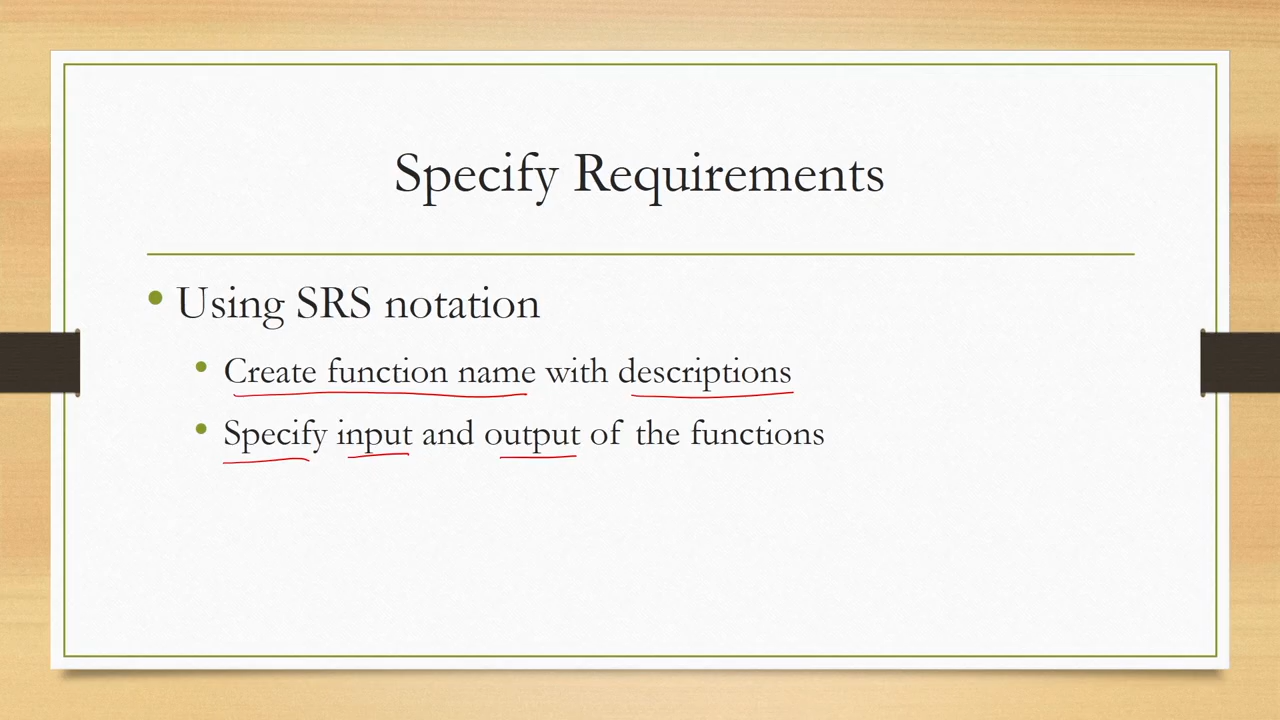 Specify Requirements
Using SRS notation
Create function name with descriptions
Specify input and output of the functions